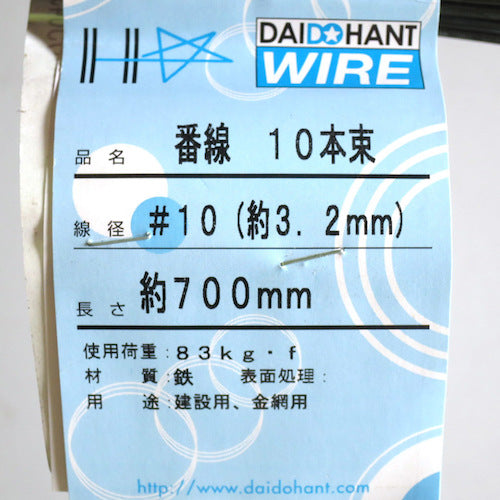 DAIDOHANT
WIRE
品名 番線 10本束
線径 #10(約3.2mm)
長さ 約700mm
使用荷重:83kg・f
材質:鉄 表面処理:
用途:建設用、金網用
http://www.daidohant.com